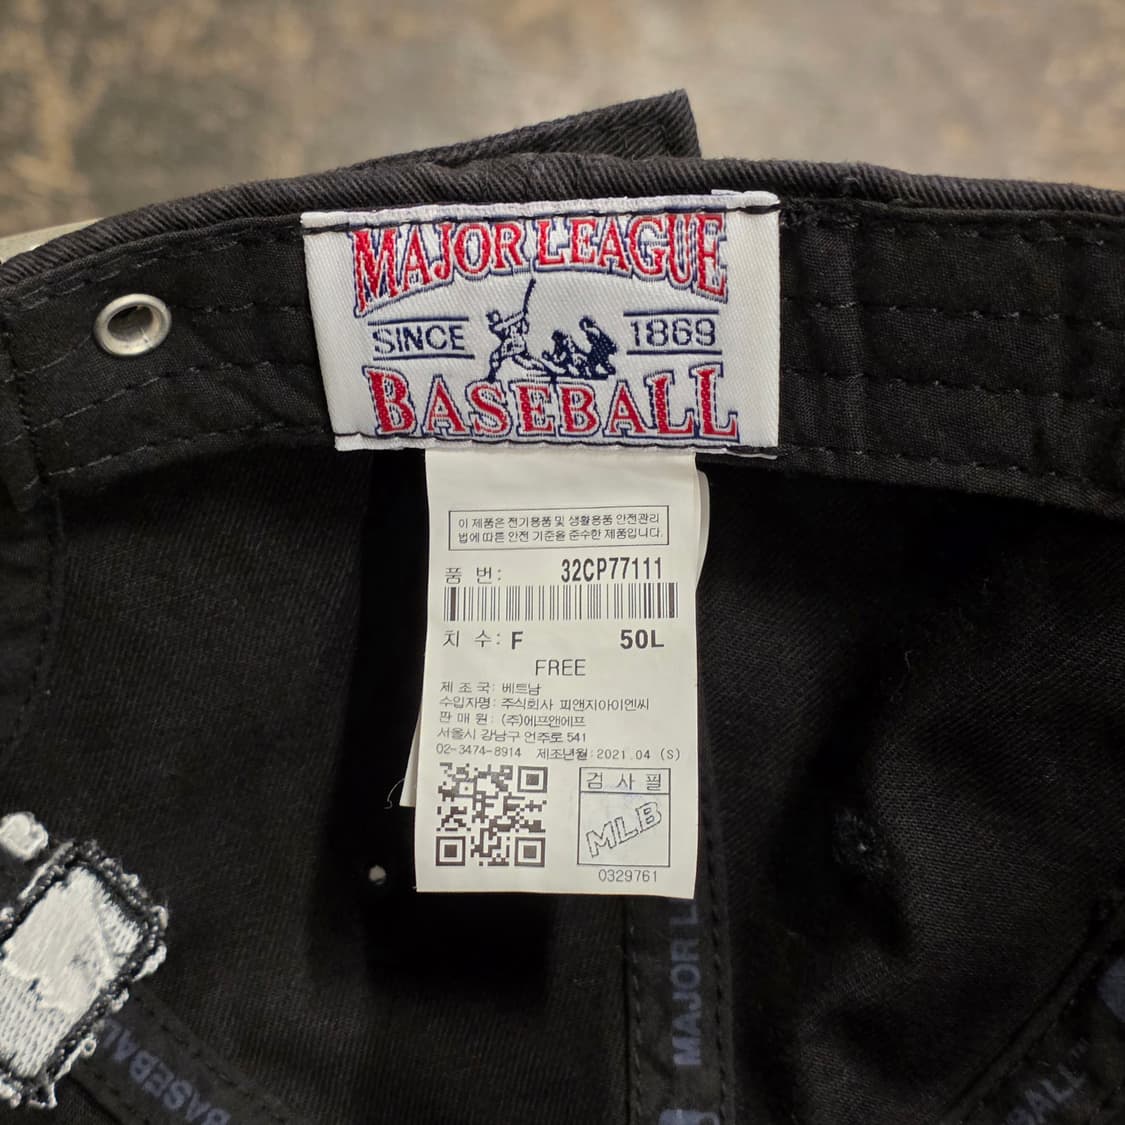 MAJOR LEAGUE
SINCE 1869
BASEBALL
이 제품은 전기용품 및 생활용품 안전관리
법에 따른 안전 기준을 준수한 제품입니다.
품 번: 32CP77111
치 수: F 50L
FREE
제 조 국: 베트남
수입자명: 주식회사 피앤지아이엔씨
판 매 원: (주)에프앤에프
서울시 강남구 언주로 541
02-3474-8914 제조년월:2021.04 (S)
검 사 필
MLB
0329761
MAJOR L
BASEBAL
BASEBAL
BALL